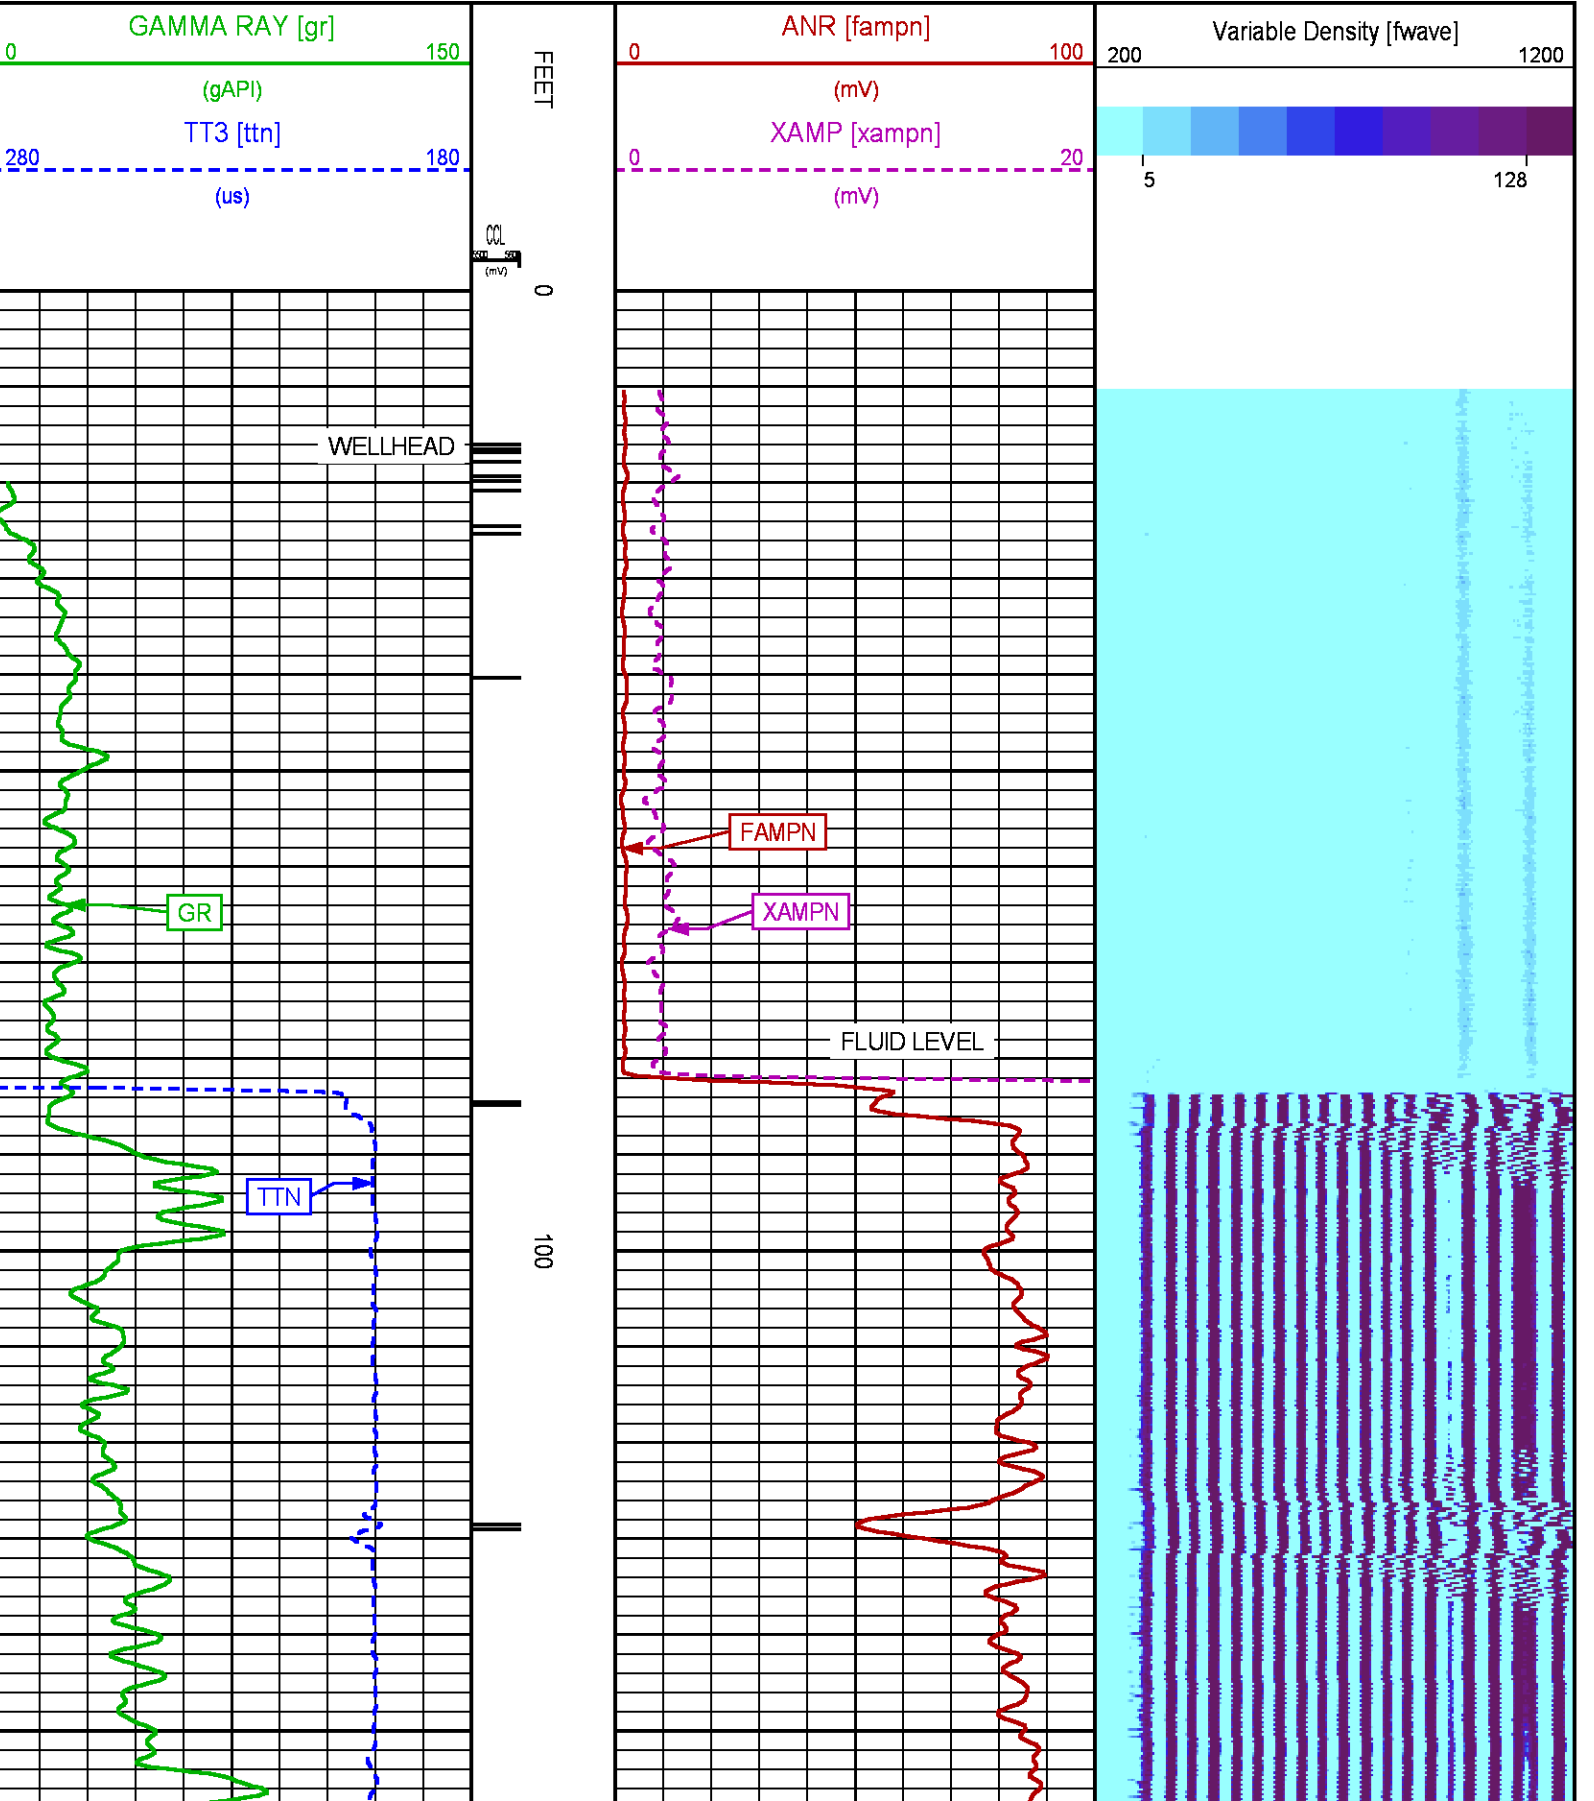 GAMMA RAY [gr]
0 150
(gAPI)
TT3 [ttn]
280 180
(us)
FEET
CCL
(mV)
ANR [fampn]
0 100
(mV)
XAMP [xampn]
0 20
(mV)
Variable Density [fwave]
200 1200
5 128
0
WELLHEAD
FAMPN
GR
XAMPN
FLUID LEVEL
TTN
100